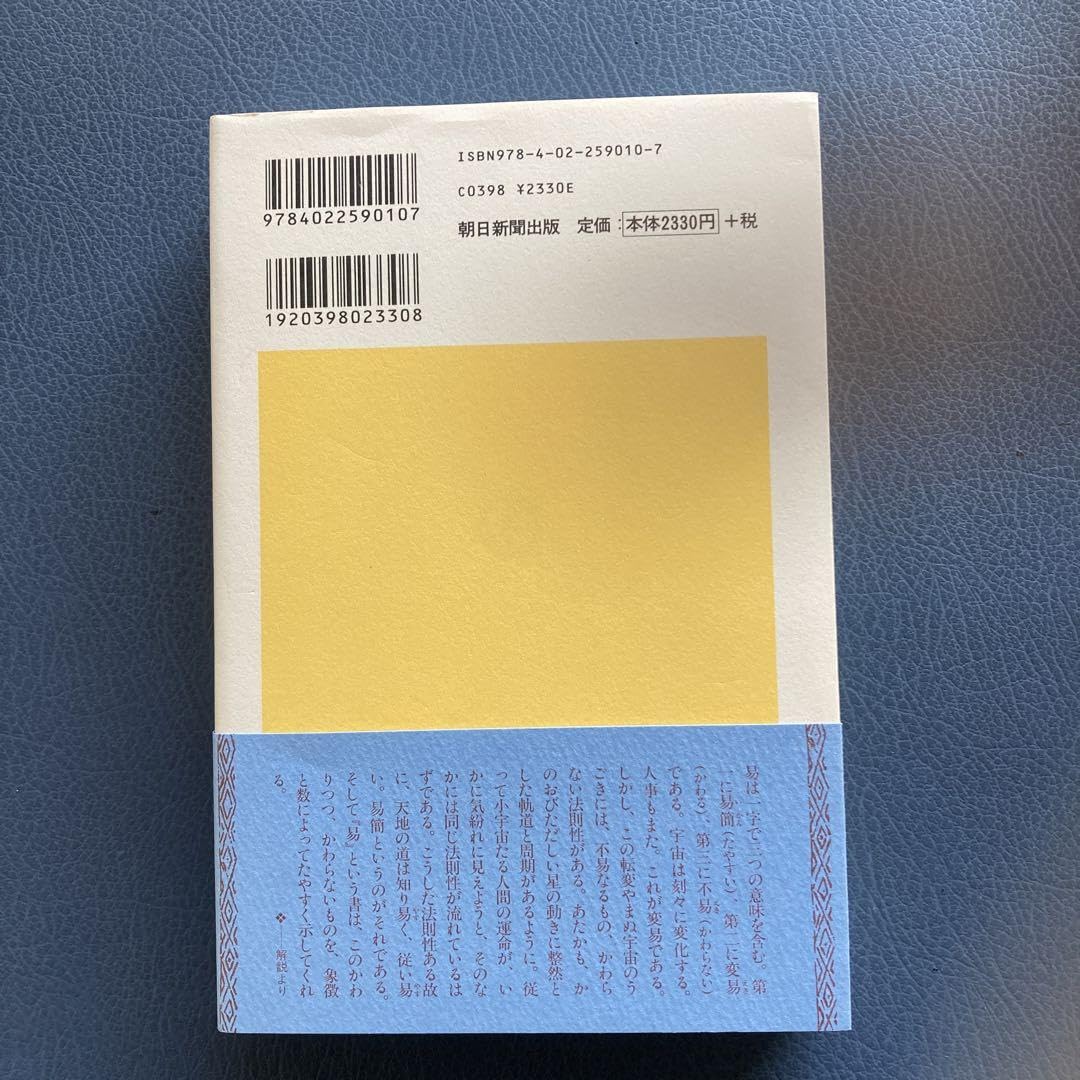 9784022590107
ISBN978-4-02-259010-7
C0398 ¥2330E
朝日新聞出版 定価:本体2330円+税
1920398023308
易は一字で三つの意味を含む。第
一に易簡(たやすい)、第二に変易
(かわる)、第三に不易(かわらない)
である。宇宙は刻々に変化する。
人事もまた。これが変易である。
しかし、この転変やまぬ宇宙のう
ごきには、不易なるもの、かわら
ない法則性がある。あたかも、か
のおびただしい星の動きに整然と
した軌道と周期があるように。従
って小宇宙たる人間の運命が、い
かに気紛れに見えようと、そのな
かには同じ法則性が流れているは
ずである。こうした法則性ある故
に、天地の道は知り易く、従い易
い。易簡というのがそれである。
そして『易』という書は、このかわ
りつつ、かわらないものを、象徴
と数によってたやすく示してくれ
る。
——解説より